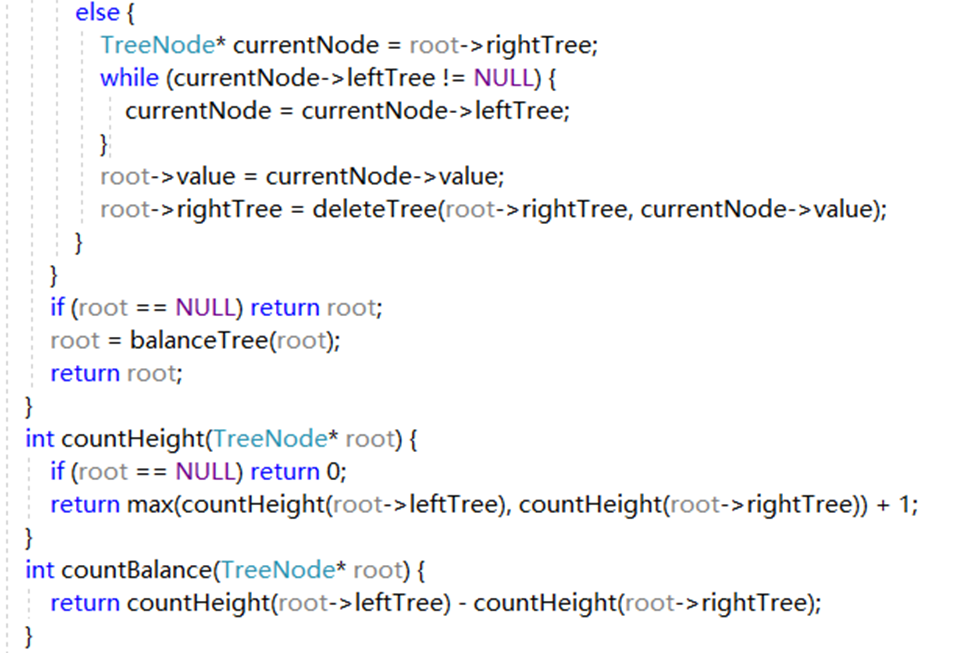 else {
TreeNode* currentNode = root->rightTree;
while (currentNode->leftTree != NULL) {
currentNode = currentNode->leftTree;
}
root->value = currentNode->value;
root->rightTree = deleteTree(root->rightTree, currentNode->value);
}
}
if (root == NULL) return root;
root = balanceTree(root);
return root;
}
int countHeight(TreeNode* root) {
if (root == NULL) return 0;
return max(countHeight(root->leftTree), countHeight(root->rightTree)) + 1;
}
int countBalance(TreeNode* root) {
return countHeight(root->leftTree) - countHeight(root->rightTree);
}